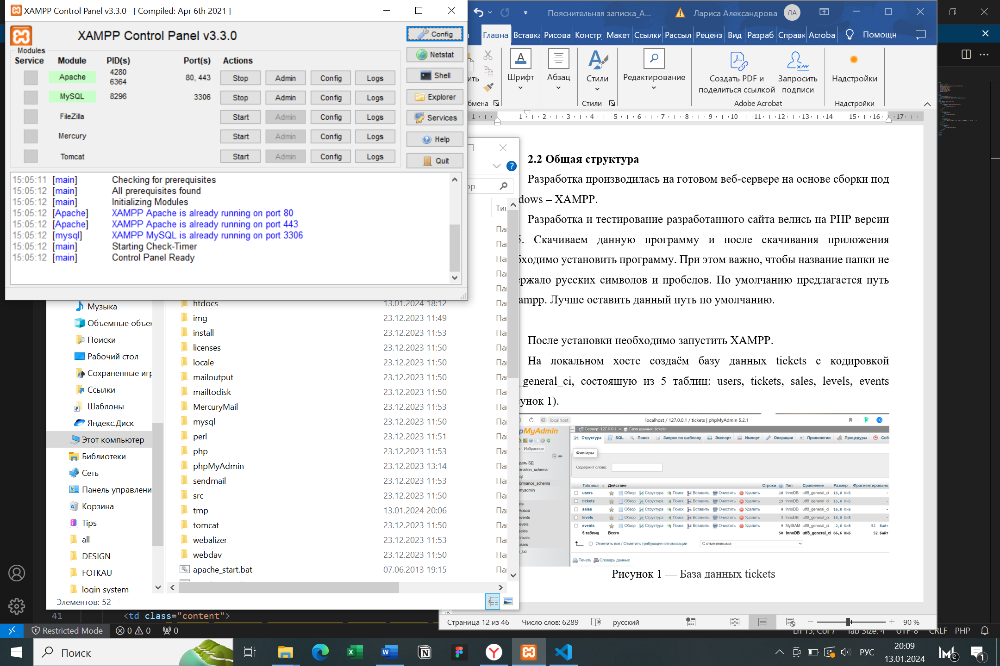 XAMPP Control Panel v3.3.0 [ Compiled: Apr 6th 2021 ]
XAMPP Control Panel v3.3.0
Config
Modules
Service Module PID(s) Port(s) Actions
Netstat
Apache 4280 6364 80, 443 Stop Admin Config Logs
Shell
MySQL 8296 3306 Stop Admin Config Logs
Explorer
FileZilla Start Admin Config Logs
Services
Mercury Start Admin Config Logs
Help
Tomcat Start Admin Config Logs
Quit
15:05:11 [main] Checking for prerequisites
15:05:12 [main] All prerequisites found
15:05:12 [main] Initializing Modules
15:05:12 [Apache] XAMPP Apache is already running on port 80
15:05:12 [Apache] XAMPP Apache is already running on port 443
15:05:12 [mysql] XAMPP MySQL is already running on port 3306
15:05:12 [main] Starting Check-Timer
15:05:12 [main] Control Panel Ready
Музыка
Объемные объек
Поиски
Рабочий стол
Сохраненные игр
Ссылки
Шаблоны
Яндекс.Диск
Этот компьютер
Библиотеки
Сеть
Панель управлени
Корзина
Tips
all
DESIGN
FOTKAU
login system
Тип
htdocs 13.01.2024 18:12 Па
img 23.12.2023 11:49 Па
install 23.12.2023 11:53 Па
licenses 23.12.2023 11:50 Па
locale 23.12.2023 11:50 Па
mailoutput 23.12.2023 11:50 Па
mailtodisk 23.12.2023 11:50 Па
MercuryMail 23.12.2023 11:53 Па
mysql 23.12.2023 11:50 Па
perl 23.12.2023 11:51 Па
php 23.12.2023 11:53 Па
phpMyAdmin 23.12.2023 13:14 Па
sendmail 23.12.2023 11:53 Па
src 23.12.2023 11:50 Па
tmp 13.01.2024 20:06 Па
tomcat 23.12.2023 11:50 Па
webalizer 23.12.2023 11:53 Па
webdav 23.12.2023 11:50 Па
apache_start.bat 07.06.2013 19:15 Па
Элементов: 52
Пояснительная записка_А... Лариса Александрова ЛА
Главна Вставка Рисова Констр Макет Ссылки Рассыл Реценз Вид Разраб Справк Acroba Помощн
ить Шрифт Абзац Стили Редактирование Создать PDF и поделиться ссылкой Запросить подписи Надстройки
бмена Стили Adobe Acrobat Надстройки
1 1 2 3 4 5 6 7 8 9 10 11 12 13 14 15 16 17
2.2 Общая структура
Разработка производилась на готовом веб-сервере на основе сборки под
dows – XAMPP.
Разработка и тестирование разработанного сайта велись на PHP версии
5. Скачиваем данную программу и после скачивания приложения
бходимо установить программу. При этом важно, чтобы название папки не
ержало русских символов и пробелов. По умолчанию предлагается путь
ampp. Лучше оставить данный путь по умолчанию.
После установки необходимо запустить XAMPP.
На локальном хосте создаём базу данных tickets с кодировкой
_general_ci, состоящую из 5 таблиц: users, tickets, sales, levels, events
унок 1).
localhost localhost / 127.0.0.1 / tickets | phpMyAdmin 5.2.1
pMyAdmin
Сервер: 127.0.0.1 » База данных: tickets
Структура SQL Поиск Запрос по шаблону Экспорт Импорт Операции Привилегии Процедуры Соб
е Избранное
дать БД
rmation_schema
ql
formance_schema
myadmin
ets
Новая
events
evels
sales
tickets
users
r_bd
Фильтры
Содержит слово:
Таблица Действие Строки Тип Сравнение Размер Фрагментировано
users Обзор Структура Поиск Вставить Очистить Удалить 10 InnoDB utf8_general_ci 16,0 КиБ -
tickets Обзор Структура Поиск Вставить Очистить Удалить 19 InnoDB utf8_general_ci 16,0 КиБ -
sales Обзор Структура Поиск Вставить Очистить Удалить 9 InnoDB utf8_general_ci 16,0 КиБ -
levels Обзор Структура Поиск Вставить Очистить Удалить 3 InnoDB utf8_general_ci 16,0 КиБ -
events Обзор Структура Поиск Вставить Очистить Удалить 9 MyISAM utf8_general_ci 2,6 КиБ 52 Байт
5 таблиц Всего 50 InnoDB utf8_general_ci 66,6 КиБ 52 Байт
Отметить все / Отметить требующие оптимизации С отмеченными:
Печать Словарь данных
Рисунок 1 — База данных tickets
Страница 12 из 46 Число слов: 6289 русский 90 %
41 <td class="content">
Restricted Mode 0 0 0 Ln 15, Col 7 Tab Size: 4 UTF-8 CRLF PHP
Поиск
РУС 20:09
13.01.2024
2
1